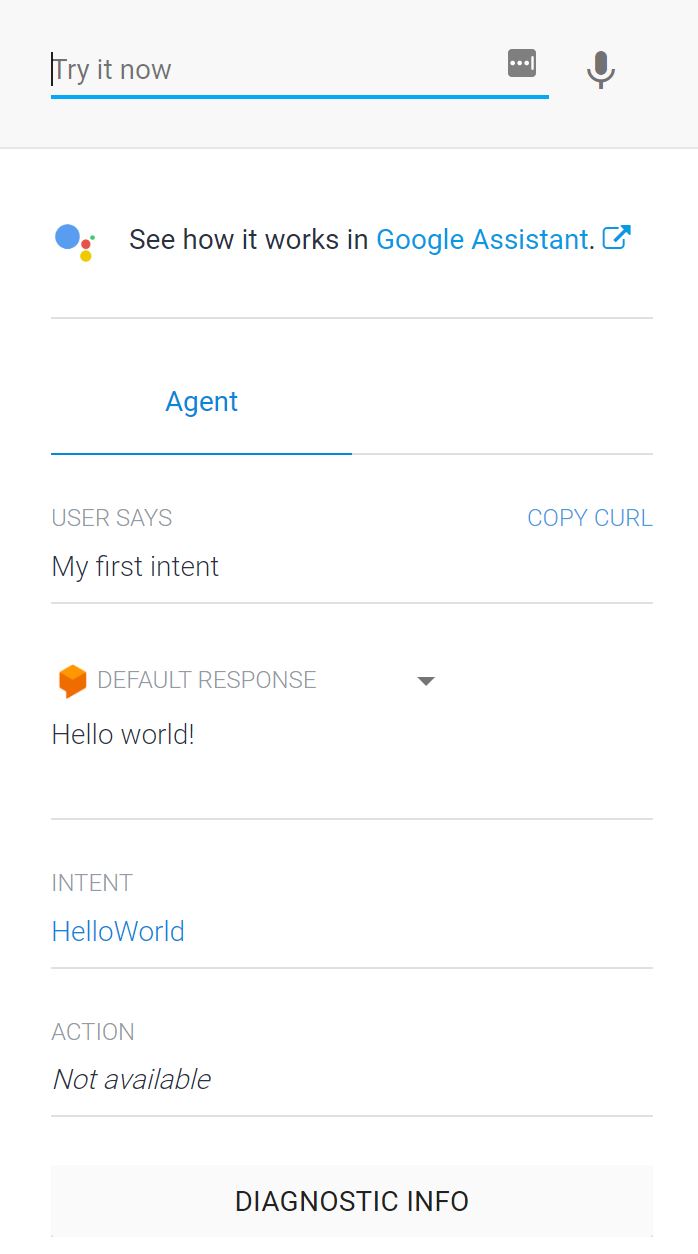 Try it now
See how it works in Google Assistant.
Agent
USER SAYS COPY CURL
My first intent
DEFAULT RESPONSE
Hello world!
INTENT
HelloWorld
ACTION
Not available
DIAGNOSTIC INFO